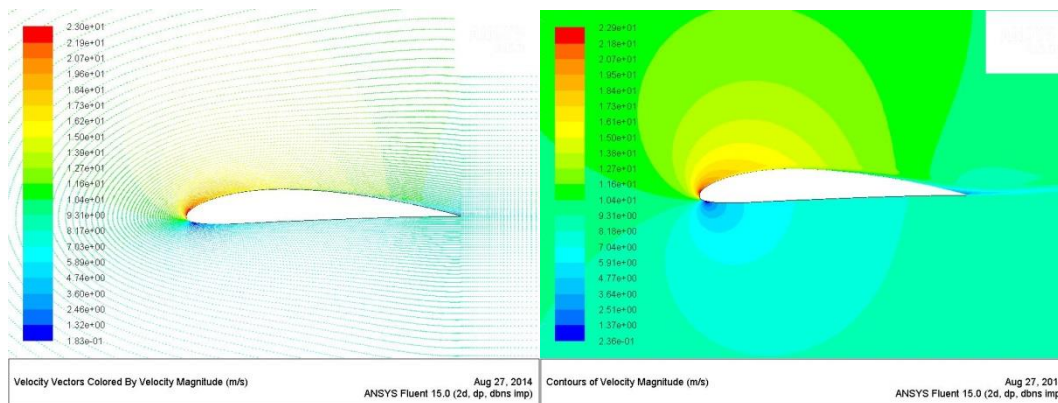 2.30e+01
2.19e+01
2.07e+01
1.96e+01
1.84e+01
1.73e+01
1.62e+01
1.50e+01
1.39e+01
1.27e+01
1.16e+01
1.04e+01
9.31e+00
8.17e+00
7.03e+00
5.89e+00
4.74e+00
3.60e+00
2.46e+00
1.32e+00
1.83e-01
Velocity Vectors Colored By Velocity Magnitude (m/s)
Aug 27, 2014
ANSYS Fluent 15.0 (2d, dp, dbns imp)
2.29e+01
2.18e+01
2.07e+01
1.95e+01
1.84e+01
1.73e+01
1.61e+01
1.50e+01
1.38e+01
1.27e+01
1.16e+01
1.04e+01
9.31e+00
8.18e+00
7.04e+00
5.91e+00
4.77e+00
3.64e+00
2.51e+00
1.37e+00
2.36e-01
Contours of Velocity Magnitude (m/s)
Aug 27, 201
ANSYS Fluent 15.0 (2d, dp, dbns imp